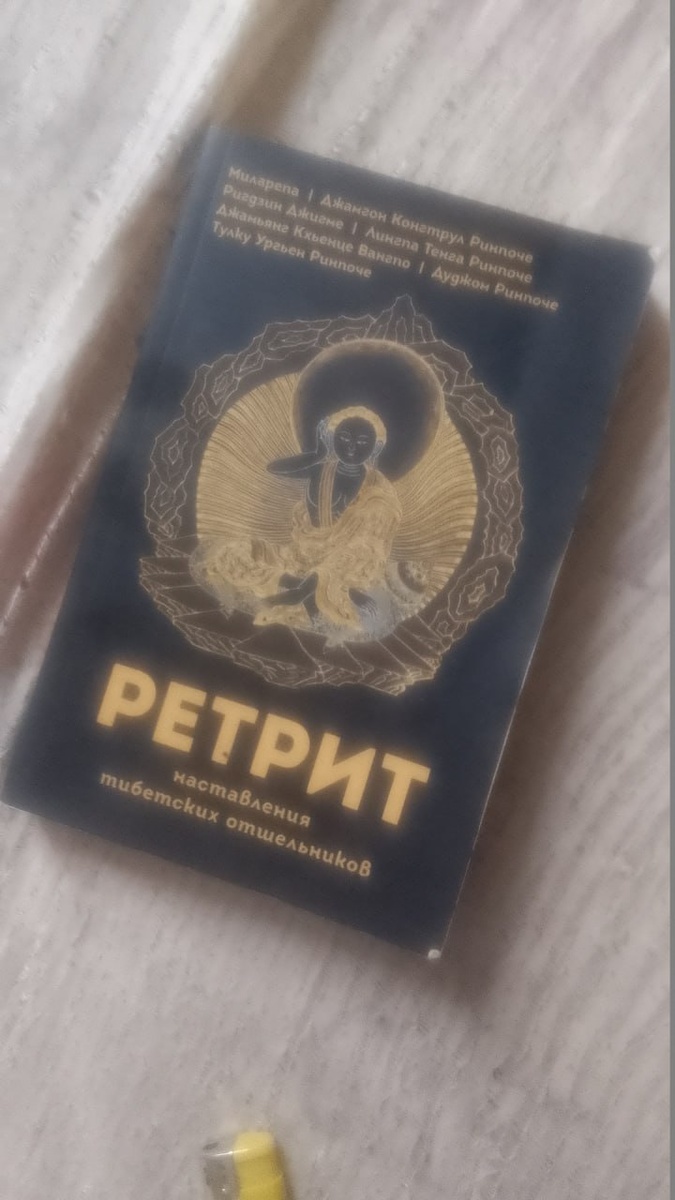 Миларепа | Джамгон Конгтрул Ринпоче
Ригдзин Джигме | Лингпа Тенга Ринпоче
Джамьянг Кхьенце Вангпо | Дуджом Ринпоче
Тулку Ургьен Ринпоче
РЕТРИТ
наставления
тибетских отшельников